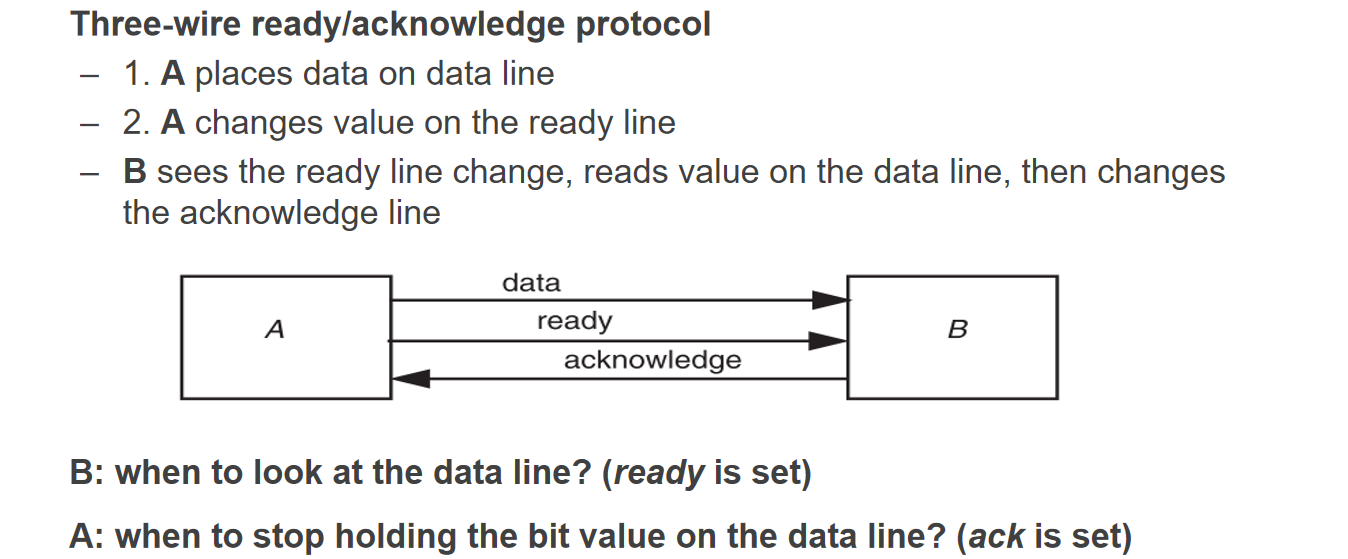 Three-wire ready/acknowledge protocol
– 1. A places data on data line
– 2. A changes value on the ready line
– B sees the ready line change, reads value on the data line, then changes
the acknowledge line
data
A
ready
B
acknowledge
B: when to look at the data line? (ready is set)
A: when to stop holding the bit value on the data line? (ack is set)